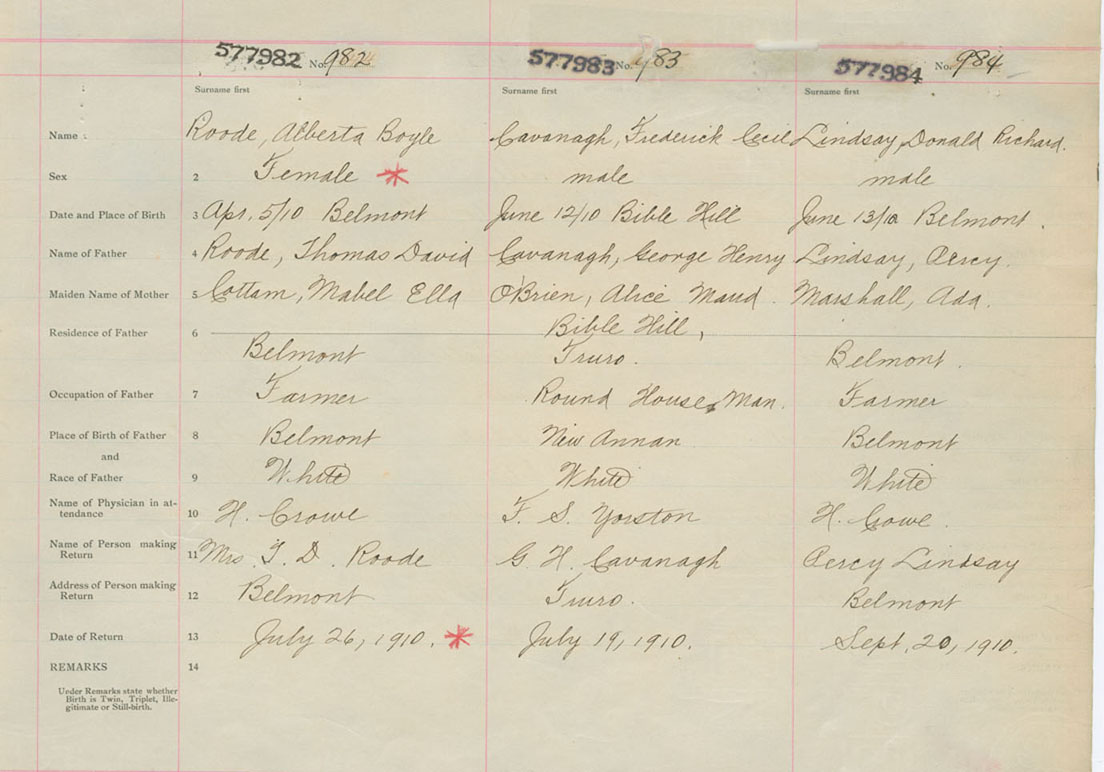 577982 No. 982 577983 No. 983 577984 No. 984
Surname first Surname first Surname first
Name Roode, Alberta Boyle Cavanagh, Frederick Cecil Lindsay, Donald Richard.
Sex 2 Female * male male
Date and Place of Birth 3 Apr. 5/10 Belmont June 12/10 Bible Hill June 13/10 Belmont.
Name of Father 4 Roode, Thomas David Cavanagh, George Henry Lindsay, Percy.
Maiden Name of Mother 5 Cottam, Mabel Ella O'Brien, Alice Maud. Marshall, Ada.
Residence of Father 6 Bible Hill,
Belmont Truro. Belmont.
Occupation of Father 7 Farmer Round House Man. Farmer
Place of Birth of Father 8 Belmont New Annan Belmont
and
Race of Father 9 White White White
Name of Physician in at-
tendance 10 H. Crowe F. S. Yorston H. Cowe.
Name of Person making
Return 11 Mrs. T. D. Roode G. H. Cavanagh Percy Lindsay
Address of Person making
Return 12 Belmont Truro. Belmont
Date of Return 13 July 26, 1910. * July 19, 1910. Sept. 20, 1910.
REMARKS 14
Under Remarks state whether
Birth is Twin, Triplet, Ille-
gitimate or Still-birth.